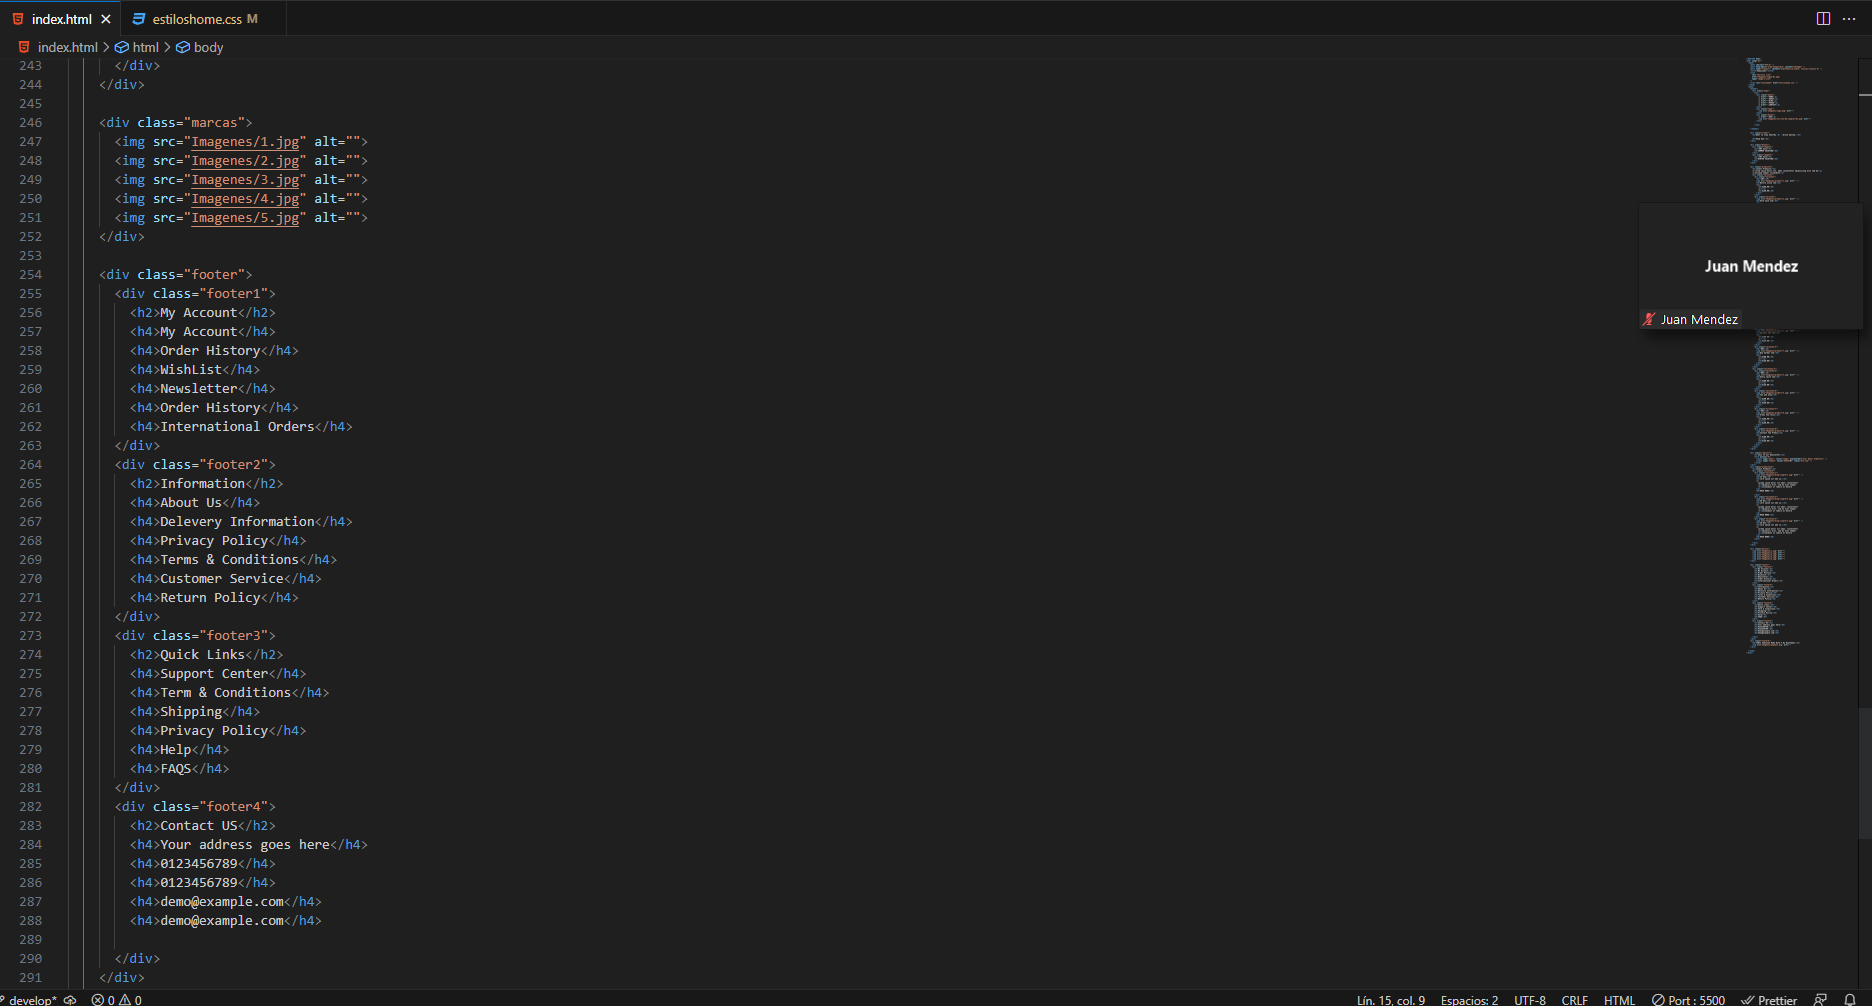 index.html
estiloshome.css M
index.html > html > body
243 </div>
244 </div>
245
246 <div class="marcas">
247 <img src="Imagenes/1.jpg" alt="">
248 <img src="Imagenes/2.jpg" alt="">
249 <img src="Imagenes/3.jpg" alt="">
250 <img src="Imagenes/4.jpg" alt="">
251 <img src="Imagenes/5.jpg" alt="">
252 </div>
253
254 <div class="footer">
255 <div class="footer1">
256 <h2>My Account</h2>
257 <h4>My Account</h4>
258 <h4>Order History</h4>
259 <h4>WishList</h4>
260 <h4>Newsletter</h4>
261 <h4>Order History</h4>
262 <h4>International Orders</h4>
263 </div>
264 <div class="footer2">
265 <h2>Information</h2>
266 <h4>About Us</h4>
267 <h4>Delevery Information</h4>
268 <h4>Privacy Policy</h4>
269 <h4>Terms & Conditions</h4>
270 <h4>Customer Service</h4>
271 <h4>Return Policy</h4>
272 </div>
273 <div class="footer3">
274 <h2>Quick Links</h2>
275 <h4>Support Center</h4>
276 <h4>Term & Conditions</h4>
277 <h4>Shipping</h4>
278 <h4>Privacy Policy</h4>
279 <h4>Help</h4>
280 <h4>FAQS</h4>
281 </div>
282 <div class="footer4">
283 <h2>Contact US</h2>
284 <h4>Your address goes here</h4>
285 <h4>0123456789</h4>
286 <h4>0123456789</h4>
287 <h4>demo@example.com</h4>
288 <h4>demo@example.com</h4>
289
290 </div>
291 </div>
Juan Mendez
Juan Mendez
develop* 0 0 Lín. 15, col. 9 Espacios: 2 UTF-8 CRLF HTML Port : 5500 Prettier